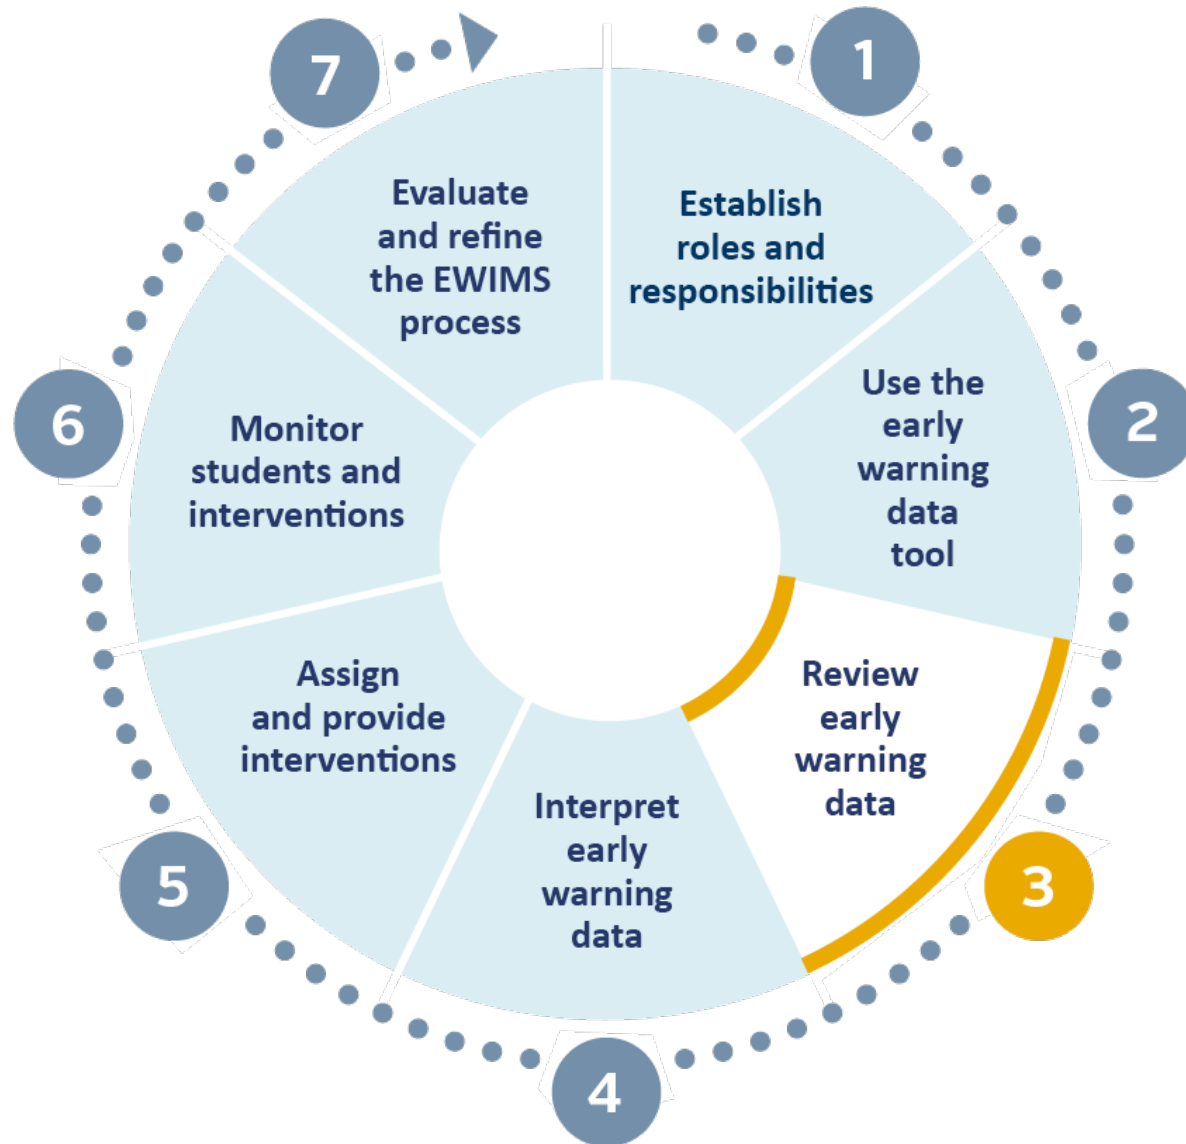 1
Establish
roles and
responsibilities
2
Use the
early
warning
data
tool
3
Review
early
warning
data
4
Interpret
early
warning
data
5
Assign
and provide
interventions
6
Monitor
students and
interventions
7
Evaluate
and refine
the EWIMS
process